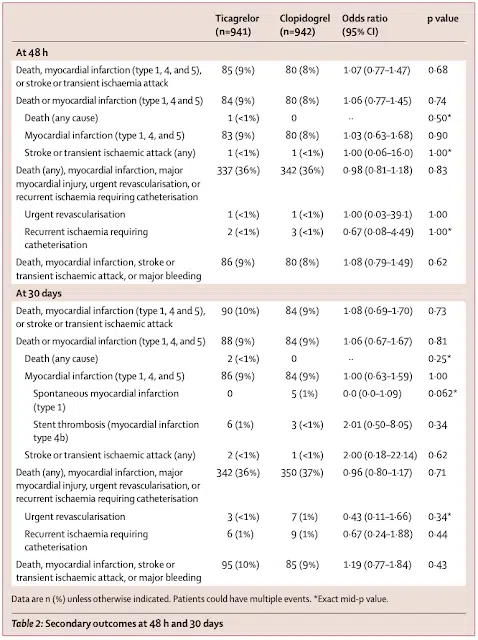 Ticagrelor Clopidogrel Odds ratio p value
(n=941) (n=942) (95% CI)
At 48 h
Death, myocardial infarction (type 1, 4, and 5), 85 (9%) 80 (8%) 1·07 (0·77–1·47) 0·68
or stroke or transient ischaemic attack
Death or myocardial infarction (type 1, 4 and 5) 84 (9%) 80 (8%) 1·06 (0·77–1·45) 0·74
Death (any cause) 1 (<1%) 0 ·· 0·50*
Myocardial infarction (type 1, 4, and 5) 83 (9%) 80 (8%) 1·03 (0·63–1·68) 0·90
Stroke or transient ischaemic attack (any) 1 (<1%) 1 (<1%) 1·00 (0·06–16·0) 1·00*
Death (any), myocardial infarction, major 337 (36%) 342 (36%) 0·98 (0·81–1·18) 0·83
myocardial injury, urgent revascularisation, or
recurrent ischaemia requiring catheterisation
Urgent revascularisation 1 (<1%) 1 (<1%) 1·00 (0·03–39·1) 1·00
Recurrent ischaemia requiring 2 (<1%) 3 (<1%) 0·67 (0·08–4·49) 1·00*
catheterisation
Death, myocardial infarction, stroke or 86 (9%) 80 (8%) 1·08 (0·79–1·49) 0·62
transient ischaemic attack, or major bleeding
At 30 days
Death, myocardial infarction (type 1, 4 and 5), 90 (10%) 84 (9%) 1·08 (0·69–1·70) 0·73
or stroke or transient ischaemic attack
Death or myocardial infarction (type 1, 4, and 5) 88 (9%) 84 (9%) 1·06 (0·67–1·67) 0·81
Death (any cause) 2 (<1%) 0 ·· 0·25*
Myocardial infarction (type 1, 4, and 5) 86 (9%) 84 (9%) 1·00 (0·63–1·59) 1·00
Spontaneous myocardial infarction 0 5 (1%) 0·0 (0·0–1·09) 0·062*
(type 1)
Stent thrombosis (myocardial infarction 6 (1%) 3 (<1%) 2·01 (0·50–8·05) 0·34
type 4b)
Stroke or transient ischaemic attack (any) 2 (<1%) 1 (<1%) 2·00 (0·18–22·14) 0·62
Death (any), myocardial infarction, major 342 (36%) 350 (37%) 0·96 (0·80–1·17) 0·71
myocardial injury, urgent revascularisation, or
recurrent ischaemia requiring catheterisation
Urgent revascularisation 3 (<1%) 7 (1%) 0·43 (0·11–1·66) 0·34*
Recurrent ischaemia requiring 6 (1%) 9 (1%) 0·67 (0·24–1·88) 0·44
catheterisation
Death, myocardial infarction, stroke or 95 (10%) 85 (9%) 1·19 (0·77–1·84) 0·43
transient ischaemic attack, or major bleeding
Data are n (%) unless otherwise indicated. Patients could have multiple events. *Exact mid-p value.
Table 2: Secondary outcomes at 48 h and 30 days